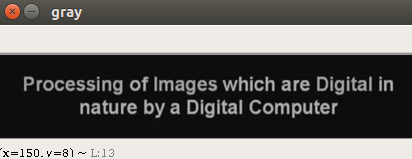 gray
Processing of Images which are Digital in
nature by a Digital Computer
(x=150, y=8) ~ L:13